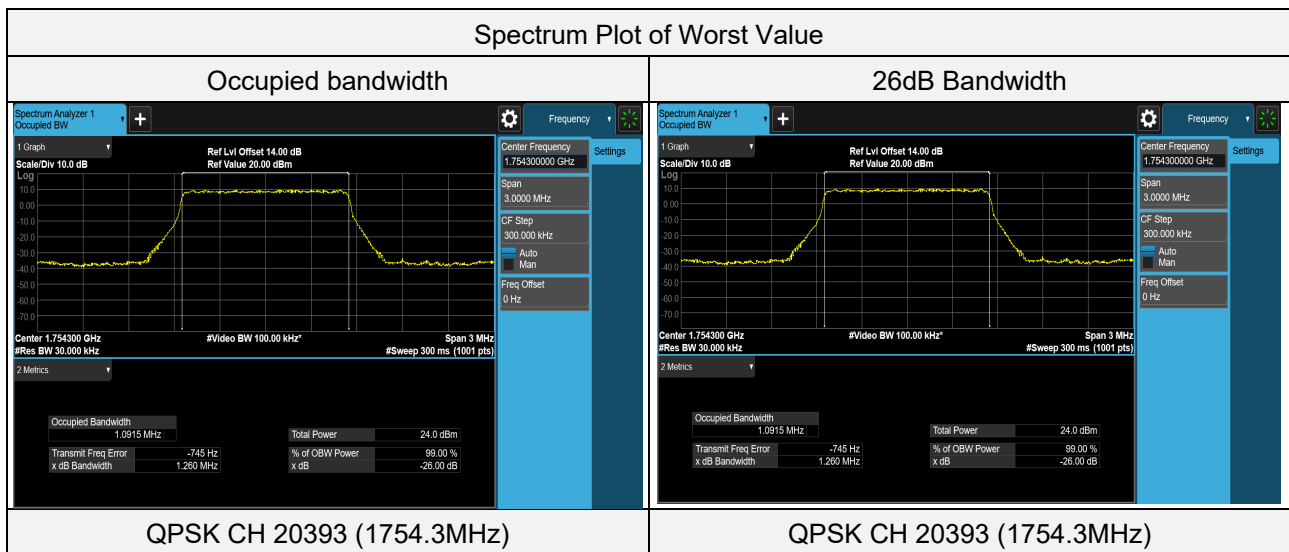 Spectrum Plot of Worst Value
Occupied bandwidth
26dB Bandwidth
Spectrum Analyzer 1
Occupied BW
+
Frequency
1 Graph
Scale/Div 10.0 dB
Ref Lvl Offset 14.00 dB
Ref Value 20.00 dBm
Log
10.0
0.00
-10.0
-20.0
-30.0
-40.0
-50.0
-60.0
-70.0
Center 1.754300 GHz
#Video BW 100.00 kHz*
Span 3 MHz
#Res BW 30.000 kHz
#Sweep 300 ms (1001 pts)
Center Frequency
1.754300000 GHz
Settings
Span
3.0000 MHz
CF Step
300.000 kHz
Auto
Man
Freq Offset
0 Hz
2 Metrics
Occupied Bandwidth
1.0915 MHz
Total Power 24.0 dBm
Transmit Freq Error -745 Hz
% of OBW Power 99.00 %
x dB Bandwidth 1.260 MHz
x dB -26.00 dB
Spectrum Analyzer 1
Occupied BW
+
Frequency
1 Graph
Scale/Div 10.0 dB
Ref Lvl Offset 14.00 dB
Ref Value 20.00 dBm
Log
10.0
0.00
-10.0
-20.0
-30.0
-40.0
-50.0
-60.0
-70.0
Center 1.754300 GHz
#Video BW 100.00 kHz*
Span 3 MHz
#Res BW 30.000 kHz
#Sweep 300 ms (1001 pts)
Center Frequency
1.754300000 GHz
Settings
Span
3.0000 MHz
CF Step
300.000 kHz
Auto
Man
Freq Offset
0 Hz
2 Metrics
Occupied Bandwidth
1.0915 MHz
Total Power 24.0 dBm
Transmit Freq Error -745 Hz
% of OBW Power 99.00 %
x dB Bandwidth 1.260 MHz
x dB -26.00 dB
QPSK CH 20393 (1754.3MHz)
QPSK CH 20393 (1754.3MHz)